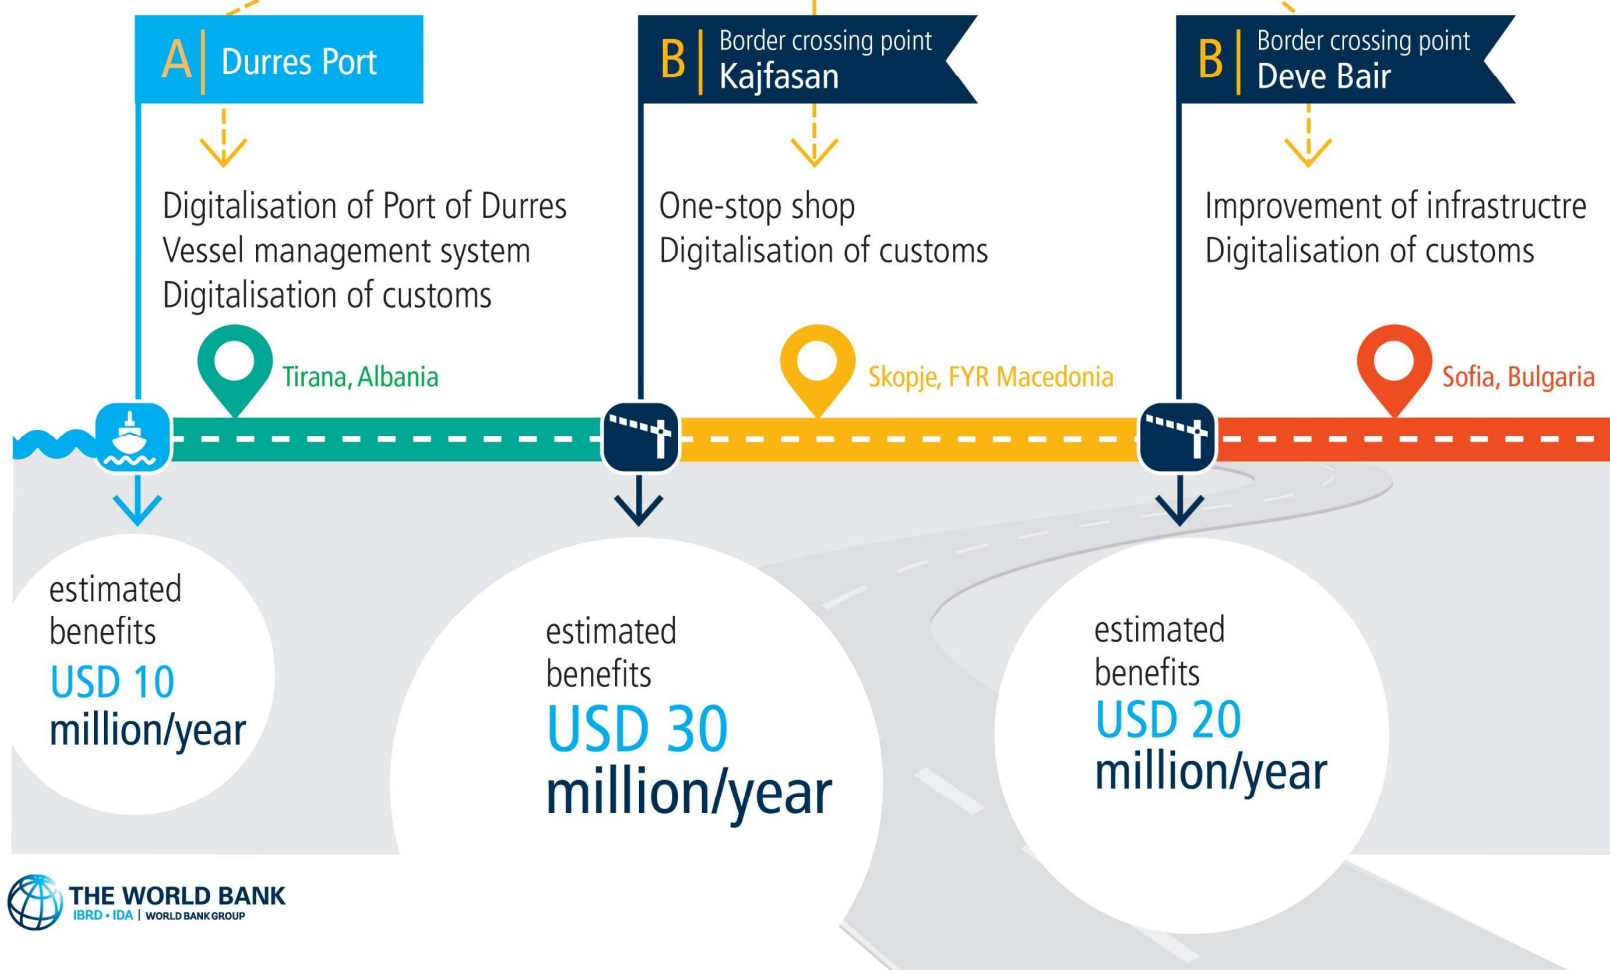 A
Durres Port
Digitalisation of Port of Durres
Vessel management system
Digitalisation of customs
B
Border crossing point
Kajfasan
One-stop shop
Digitalisation of customs
B
Border crossing point
Deve Bair
Improvement of infrastructre
Digitalisation of customs
Tirana, Albania
Skopje, FYR Macedonia
Sofia, Bulgaria
estimated
benefits
USD 10
million/year
estimated
benefits
USD 30
million/year
estimated
benefits
USD 20
million/year
THE WORLD BANK
IBRD • IDA | WORLD BANK GROUP